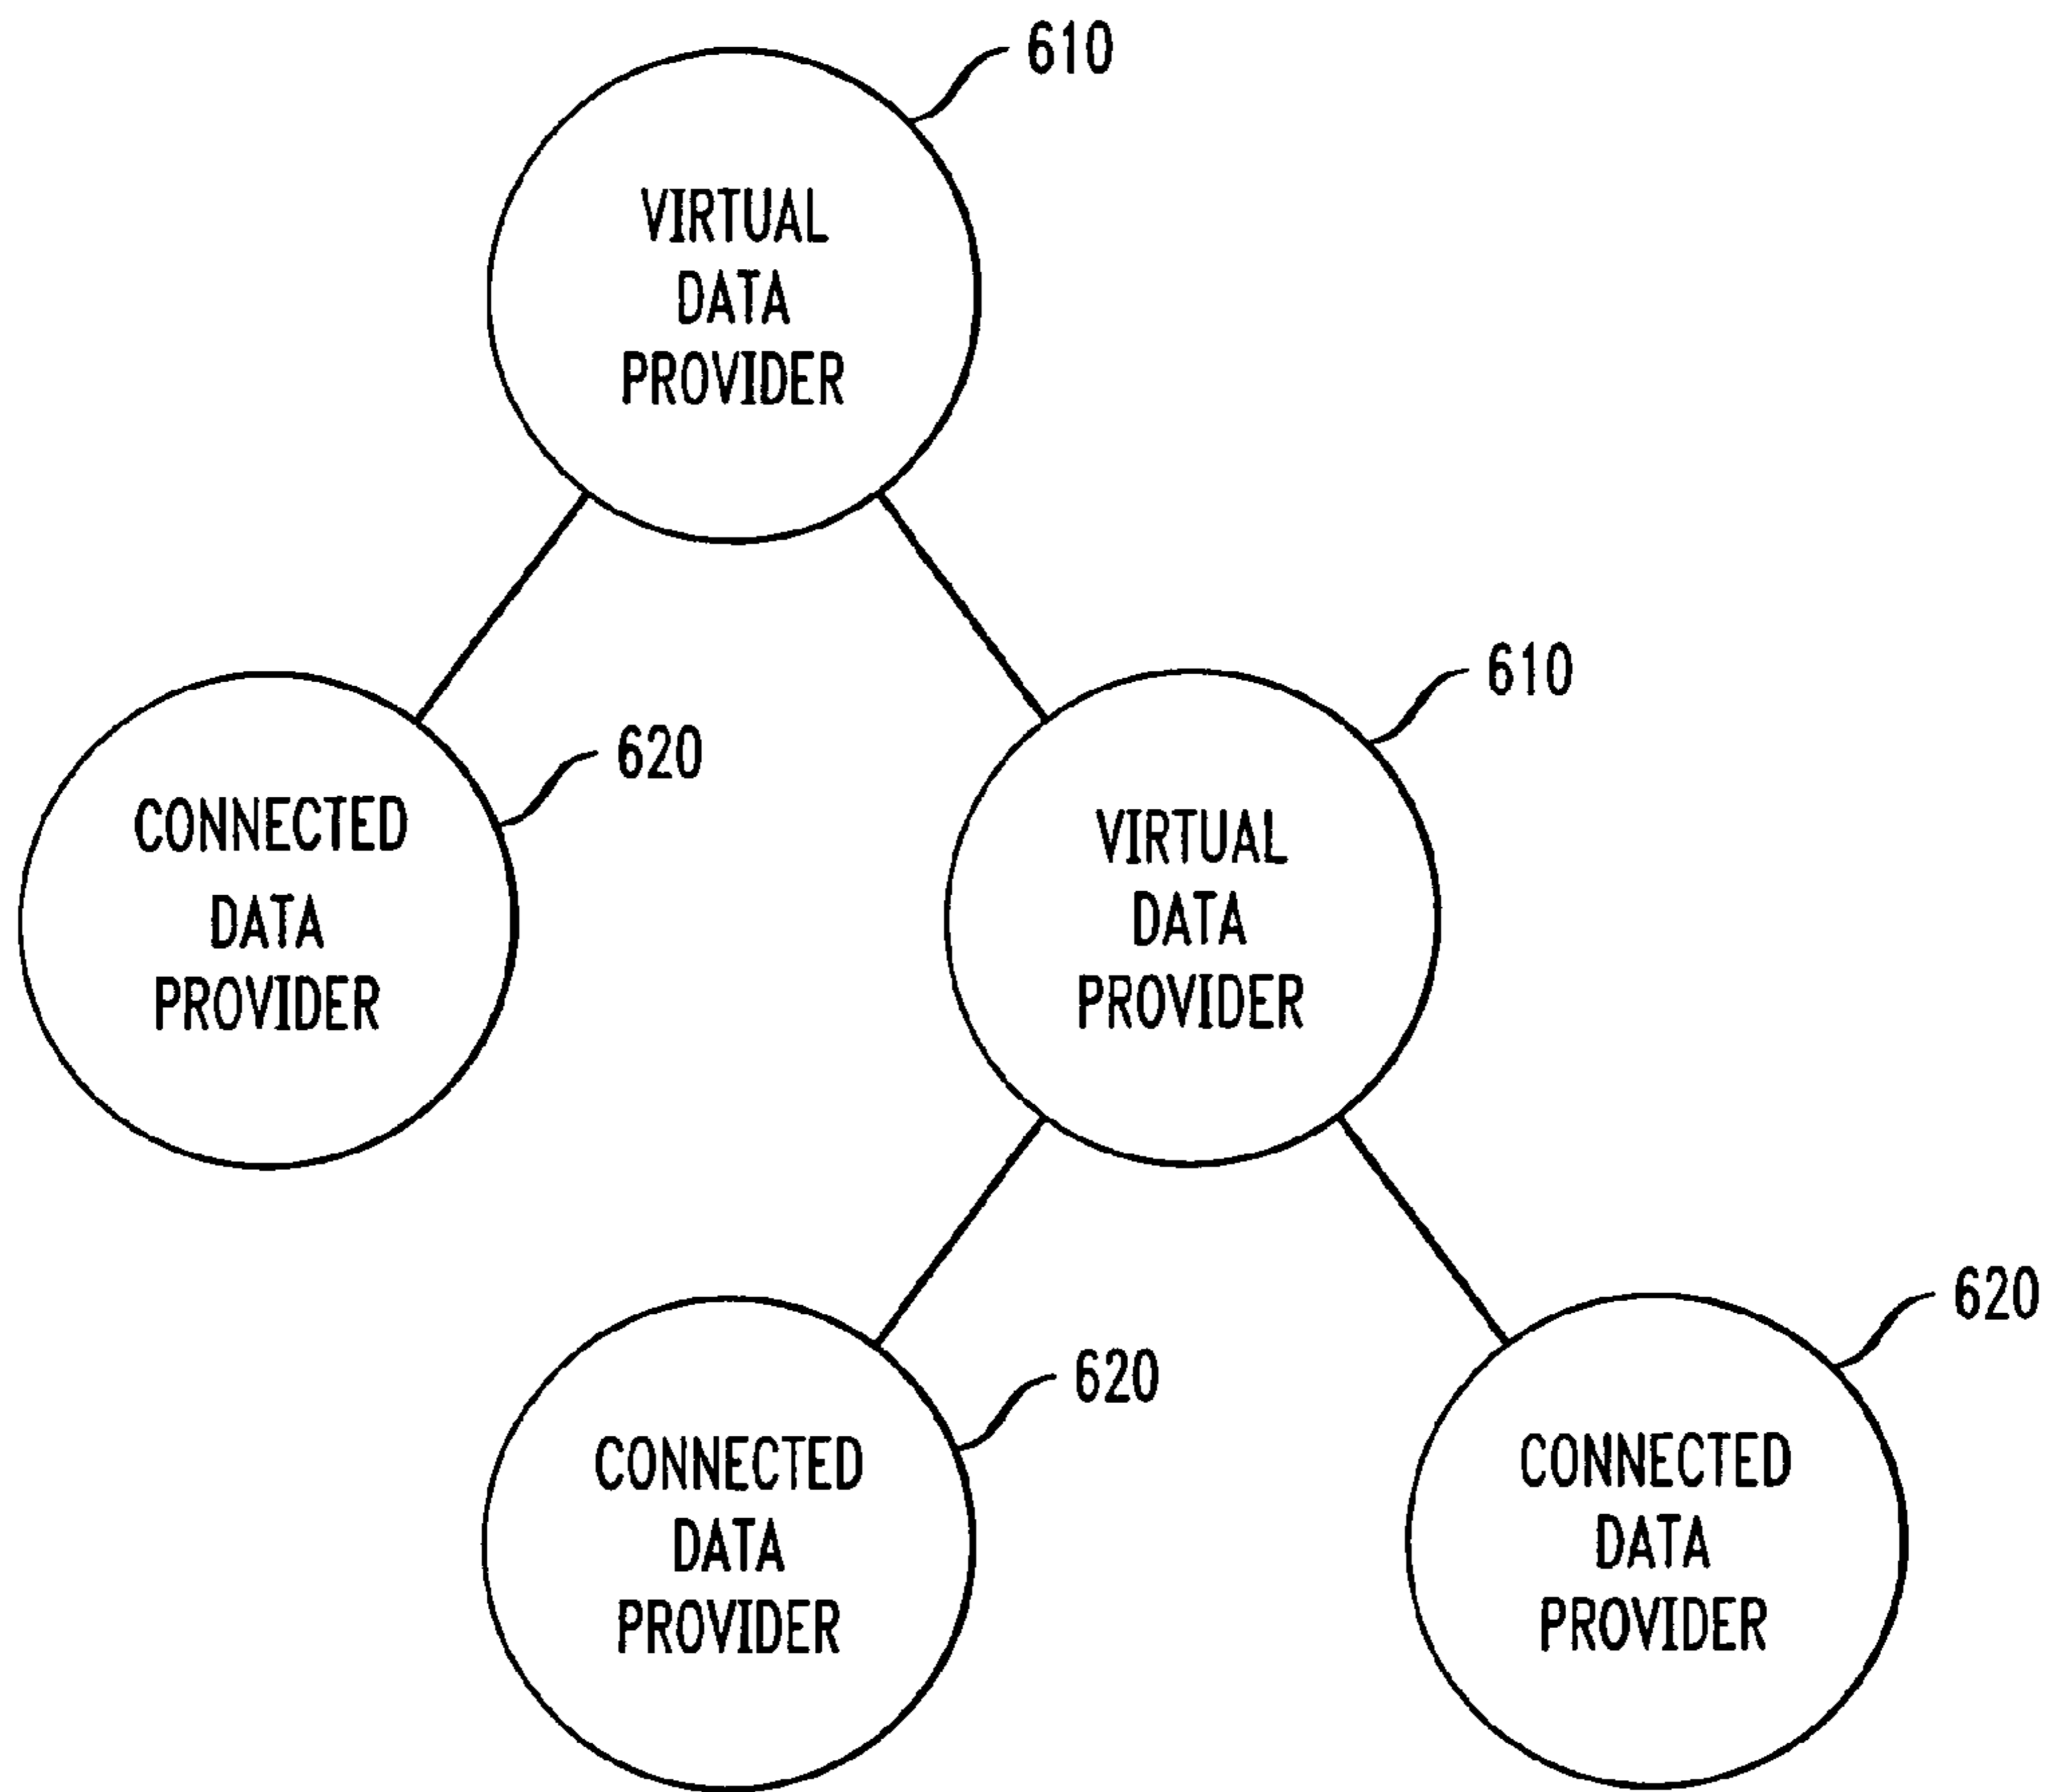 610
VIRTUAL
DATA
PROVIDER
610
620
CONNECTED
DATA
PROVIDER
VIRTUAL
DATA
PROVIDER
620
620
CONNECTED
DATA
PROVIDER
CONNECTED
DATA
PROVIDER